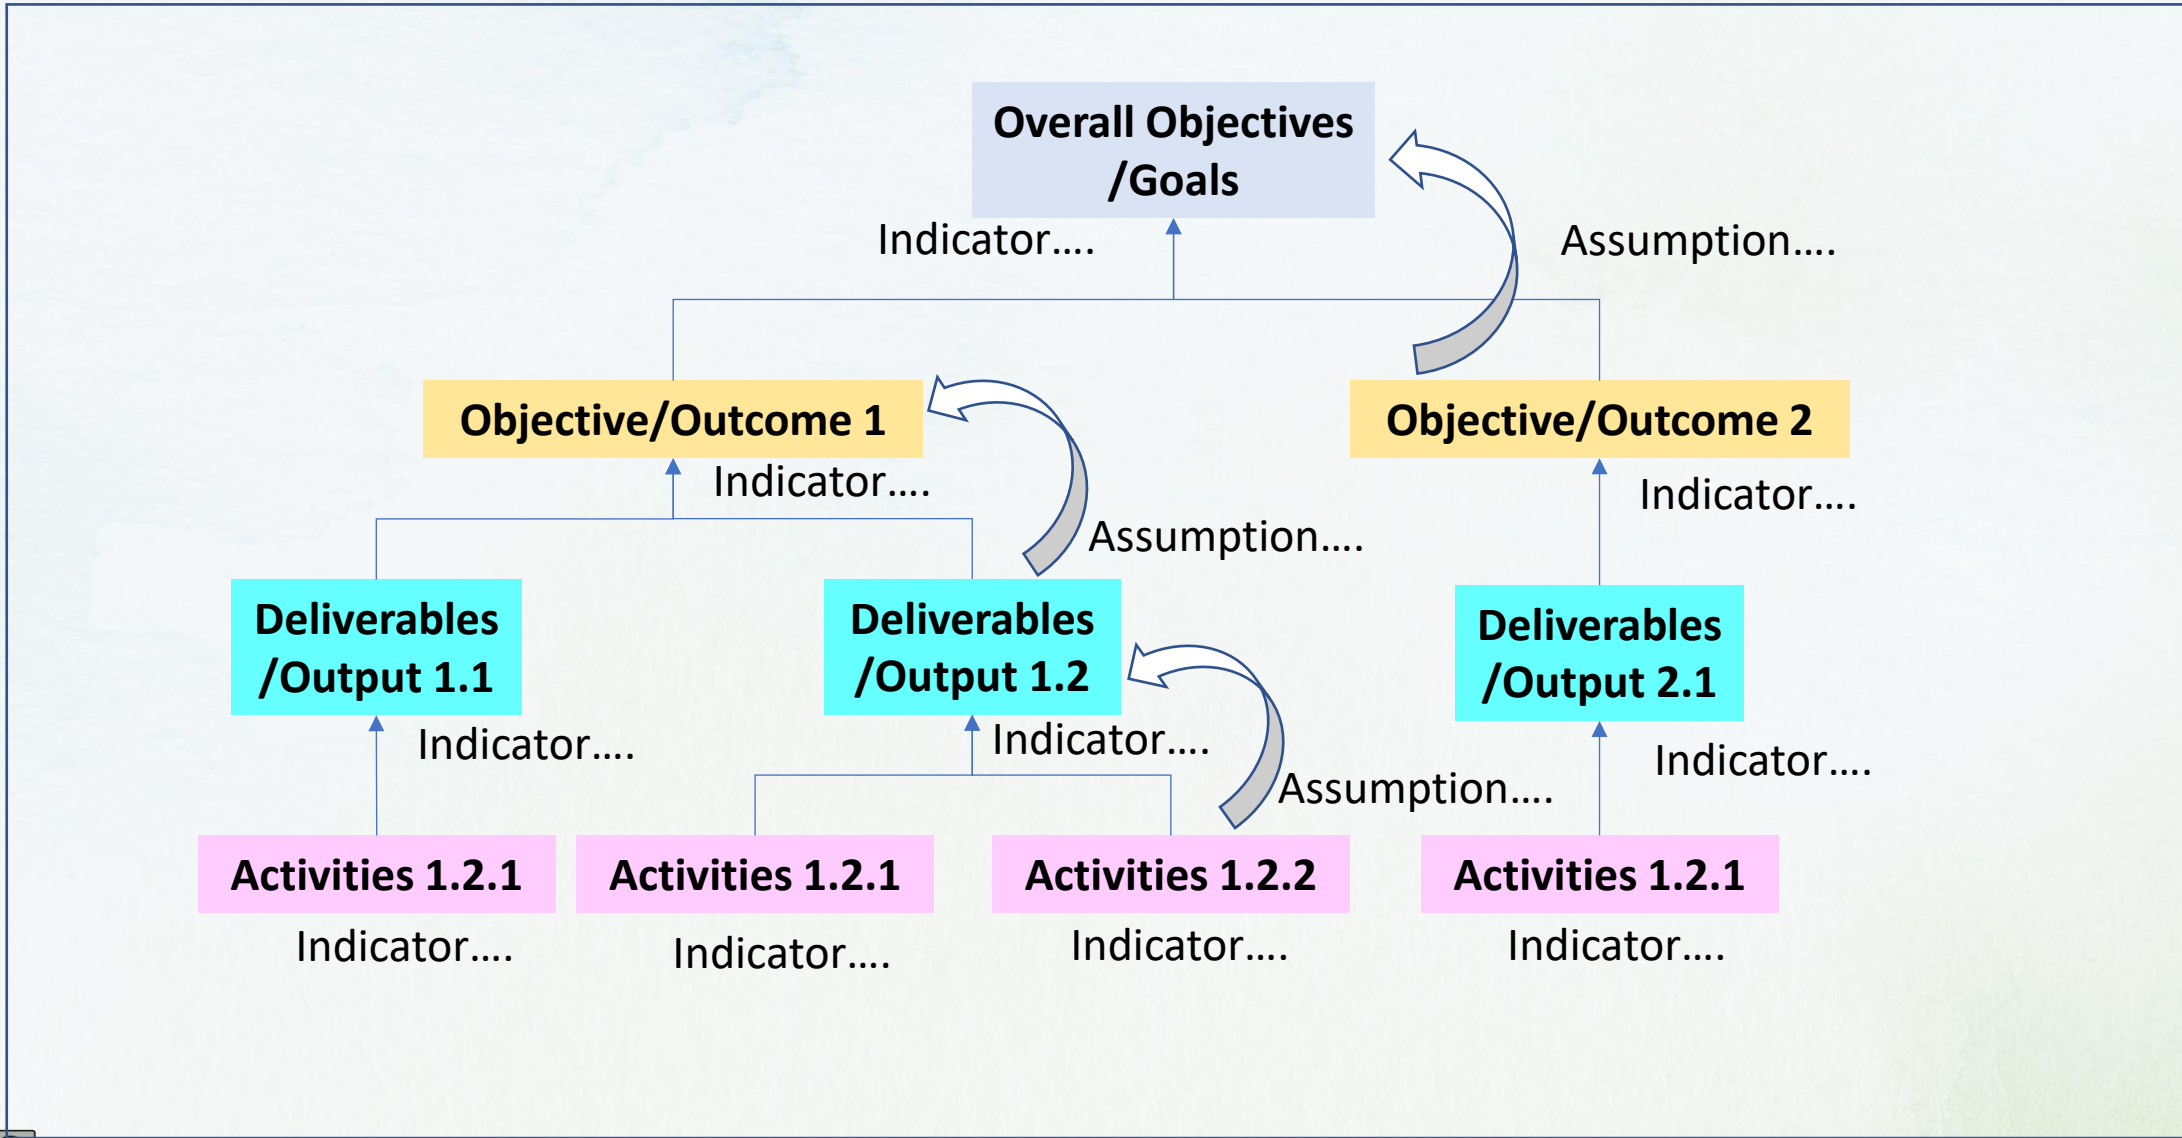 Overall Objectives
/Goals
Indicator….
Assumption….
Objective/Outcome 1
Objective/Outcome 2
Indicator….
Indicator….
Assumption….
Deliverables
/Output 1.1
Deliverables
/Output 1.2
Deliverables
/Output 2.1
Indicator….
Indicator….
Indicator….
Assumption….
Activities 1.2.1
Activities 1.2.1
Activities 1.2.2
Activities 1.2.1
Indicator….
Indicator….
Indicator….
Indicator….